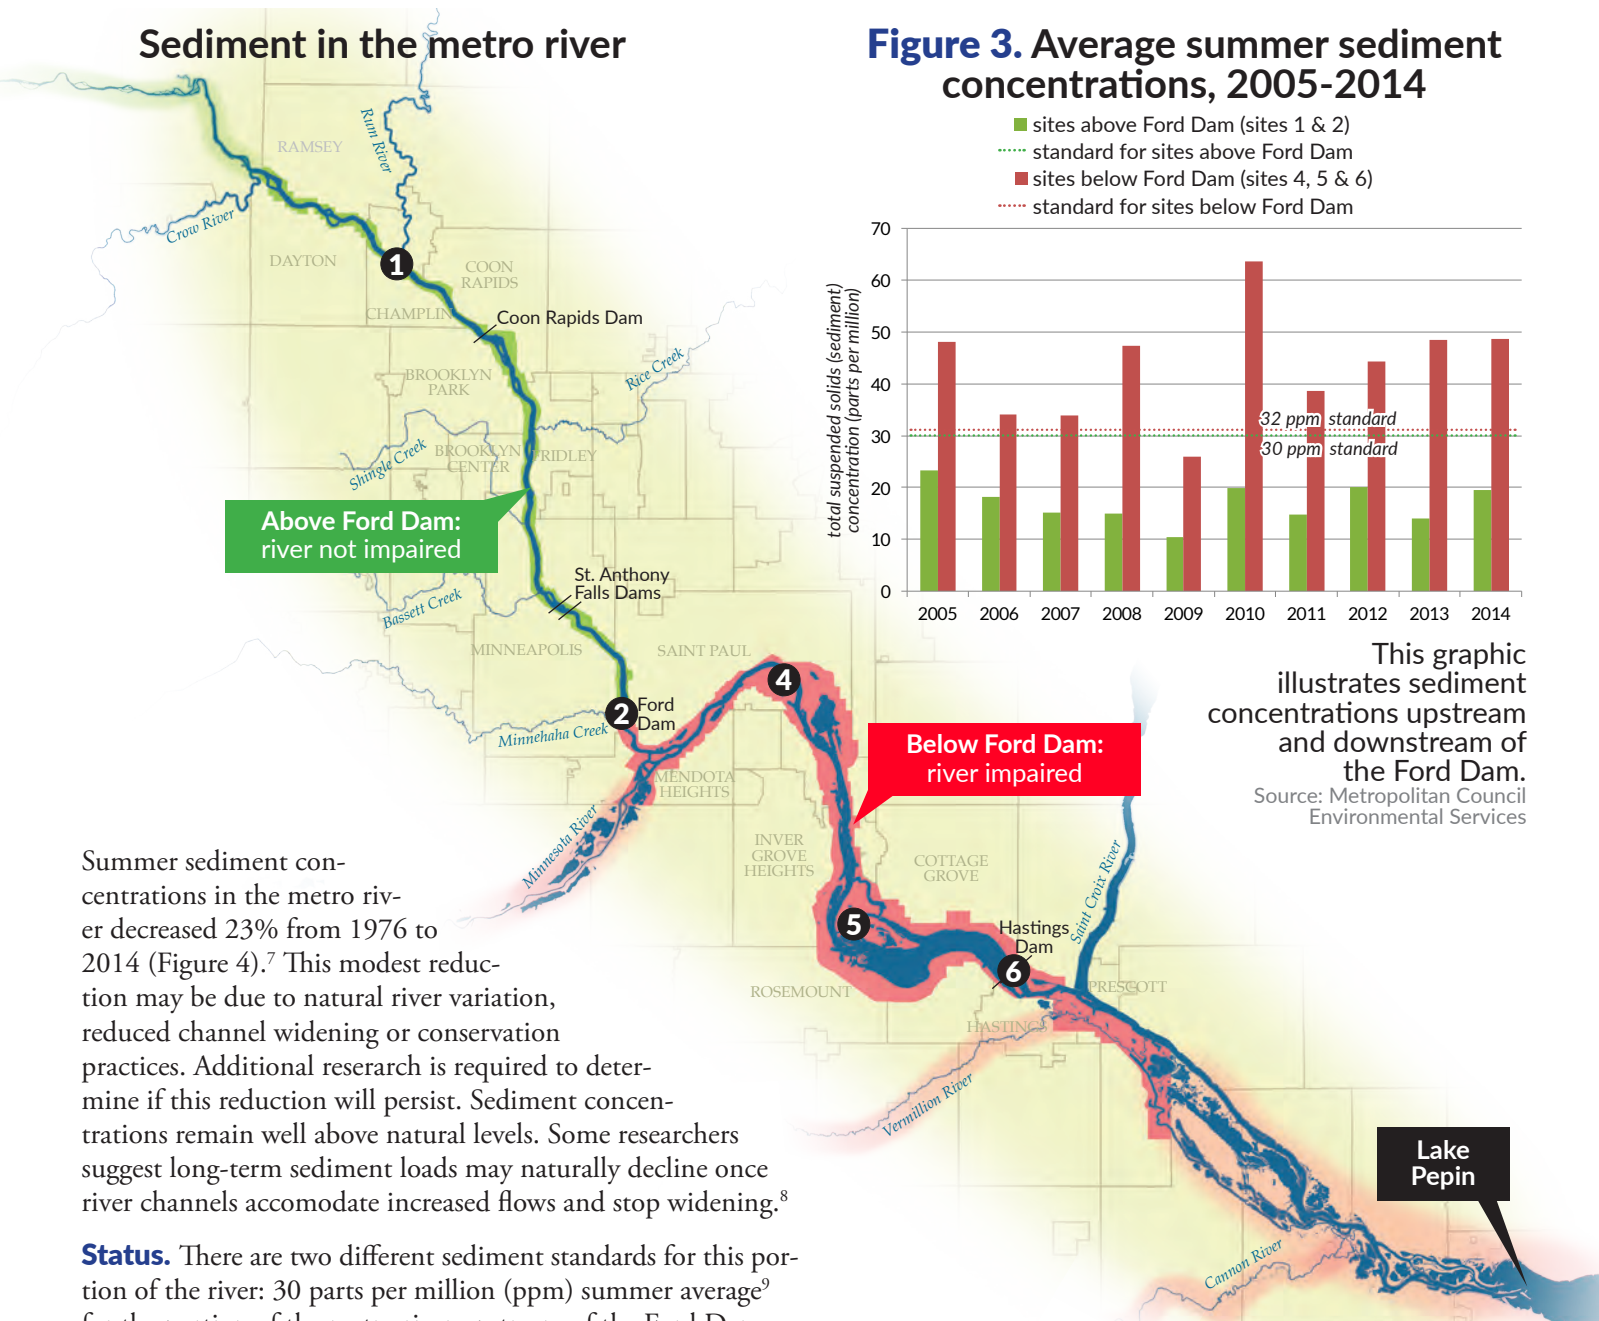 Sediment in the metro river
Figure 3. Average summer sediment
concentrations, 2005-2014
sites above Ford Dam (sites 1 & 2)
standard for sites above Ford Dam
sites below Ford Dam (sites 4, 5 & 6)
standard for sites below Ford Dam
total suspended solids (sediment)
concentration (parts per million)
70
60
50
40
30
20
10
0
32 ppm standard
30 ppm standard
2005 2006 2007 2008 2009 2010 2011 2012 2013 2014
This graphic
illustrates sediment
concentrations upstream
and downstream of
the Ford Dam.
Source: Metropolitan Council
Environmental Services
RAMSEY
Rum River
Crow River
DAYTON
1
COON
RAPIDS
CHAMPLIN
Coon Rapids Dam
BROOKLYN
PARK
Rice Creek
Shingle Creek
BROOKLYN
CENTER
FRIDLEY
Above Ford Dam:
river not impaired
St. Anthony
Falls Dams
Bassett Creek
MINNEAPOLIS
SAINT PAUL
4
2
Ford
Dam
Minnehaha Creek
Below Ford Dam:
river impaired
MENDOTA
HEIGHTS
Minnesota River
INVER
GROVE
HEIGHTS
COTTAGE
GROVE
Saint Croix River
5
Hastings
Dam
6
ROSEMOUNT
PRESCOTT
HASTINGS
Vermillion River
Lake
Pepin
Cannon River
Summer sediment con-
centrations in the metro riv-
er decreased 23% from 1976 to
2014 (Figure 4).7 This modest reduc-
tion may be due to natural river variation,
reduced channel widening or conservation
practices. Additional rserarch is required to deter-
mine if this reduction will persist. Sediment concen-
trations remain well above natural levels. Some researchers
suggest long-term sediment loads may naturally decline once
river channels accomodate increased flows and stop widening.8
Status. There are two different sediment standards for this por-
tion of the river: 30 parts per million (ppm) summer average9